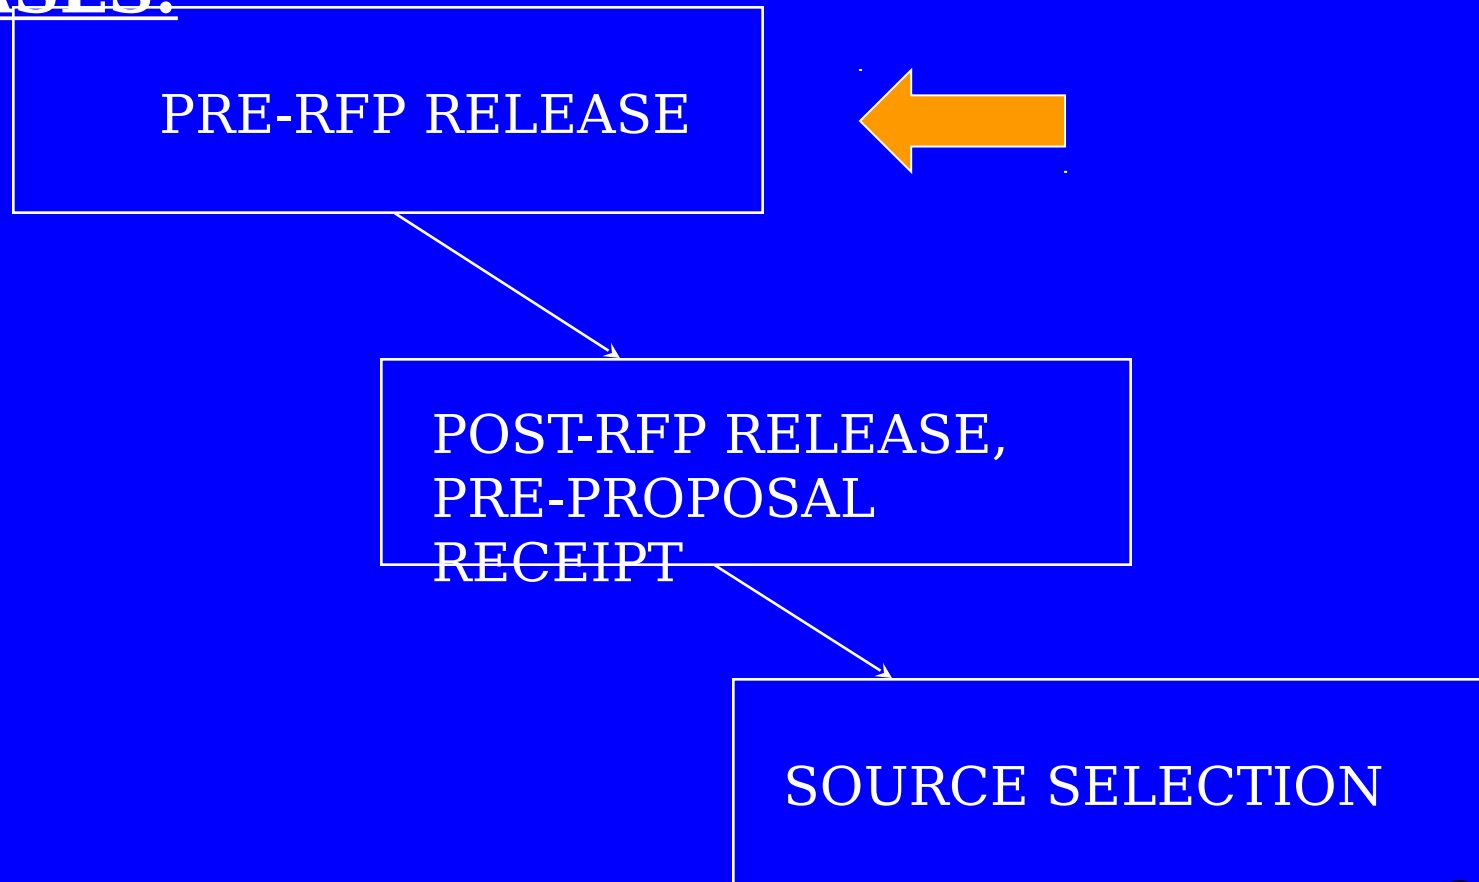 PRE-RFP RELEASE
POST-RFP RELEASE,
PRE-PROPOSAL
RECEIPT
SOURCE SELECTION